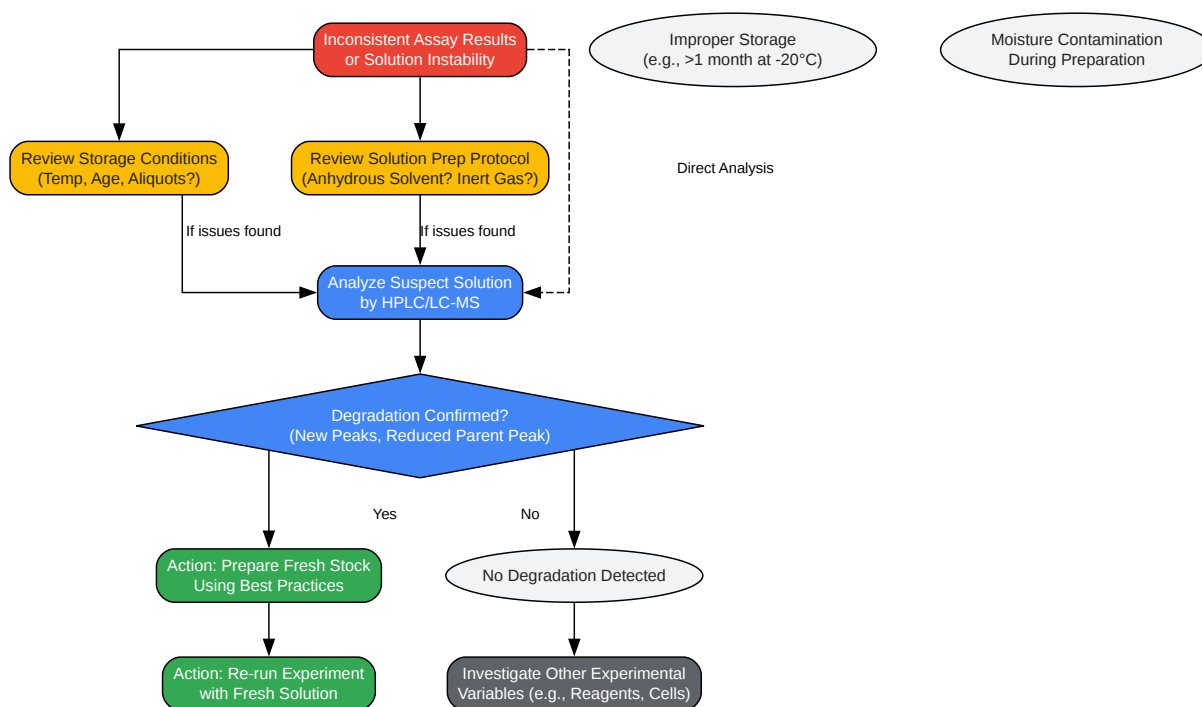 Inconsistent Assay Results
or Solution Instability
Improper Storage
(e.g., >1 month at -20°C)
Moisture Contamination
During Preparation
Review Storage Conditions
(Temp, Age, Aliquots?)
Review Solution Prep Protocol
(Anhydrous Solvent? Inert Gas?)
Direct Analysis
If issues found
If issues found
Analyze Suspect Solution
by HPLC/LC-MS
Degradation Confirmed?
(New Peaks, Reduced Parent Peak)
Yes
No
Action: Prepare Fresh Stock
Using Best Practices
No Degradation Detected
Action: Re-run Experiment
with Fresh Solution
Investigate Other Experimental
Variables (e.g., Reagents, Cells)